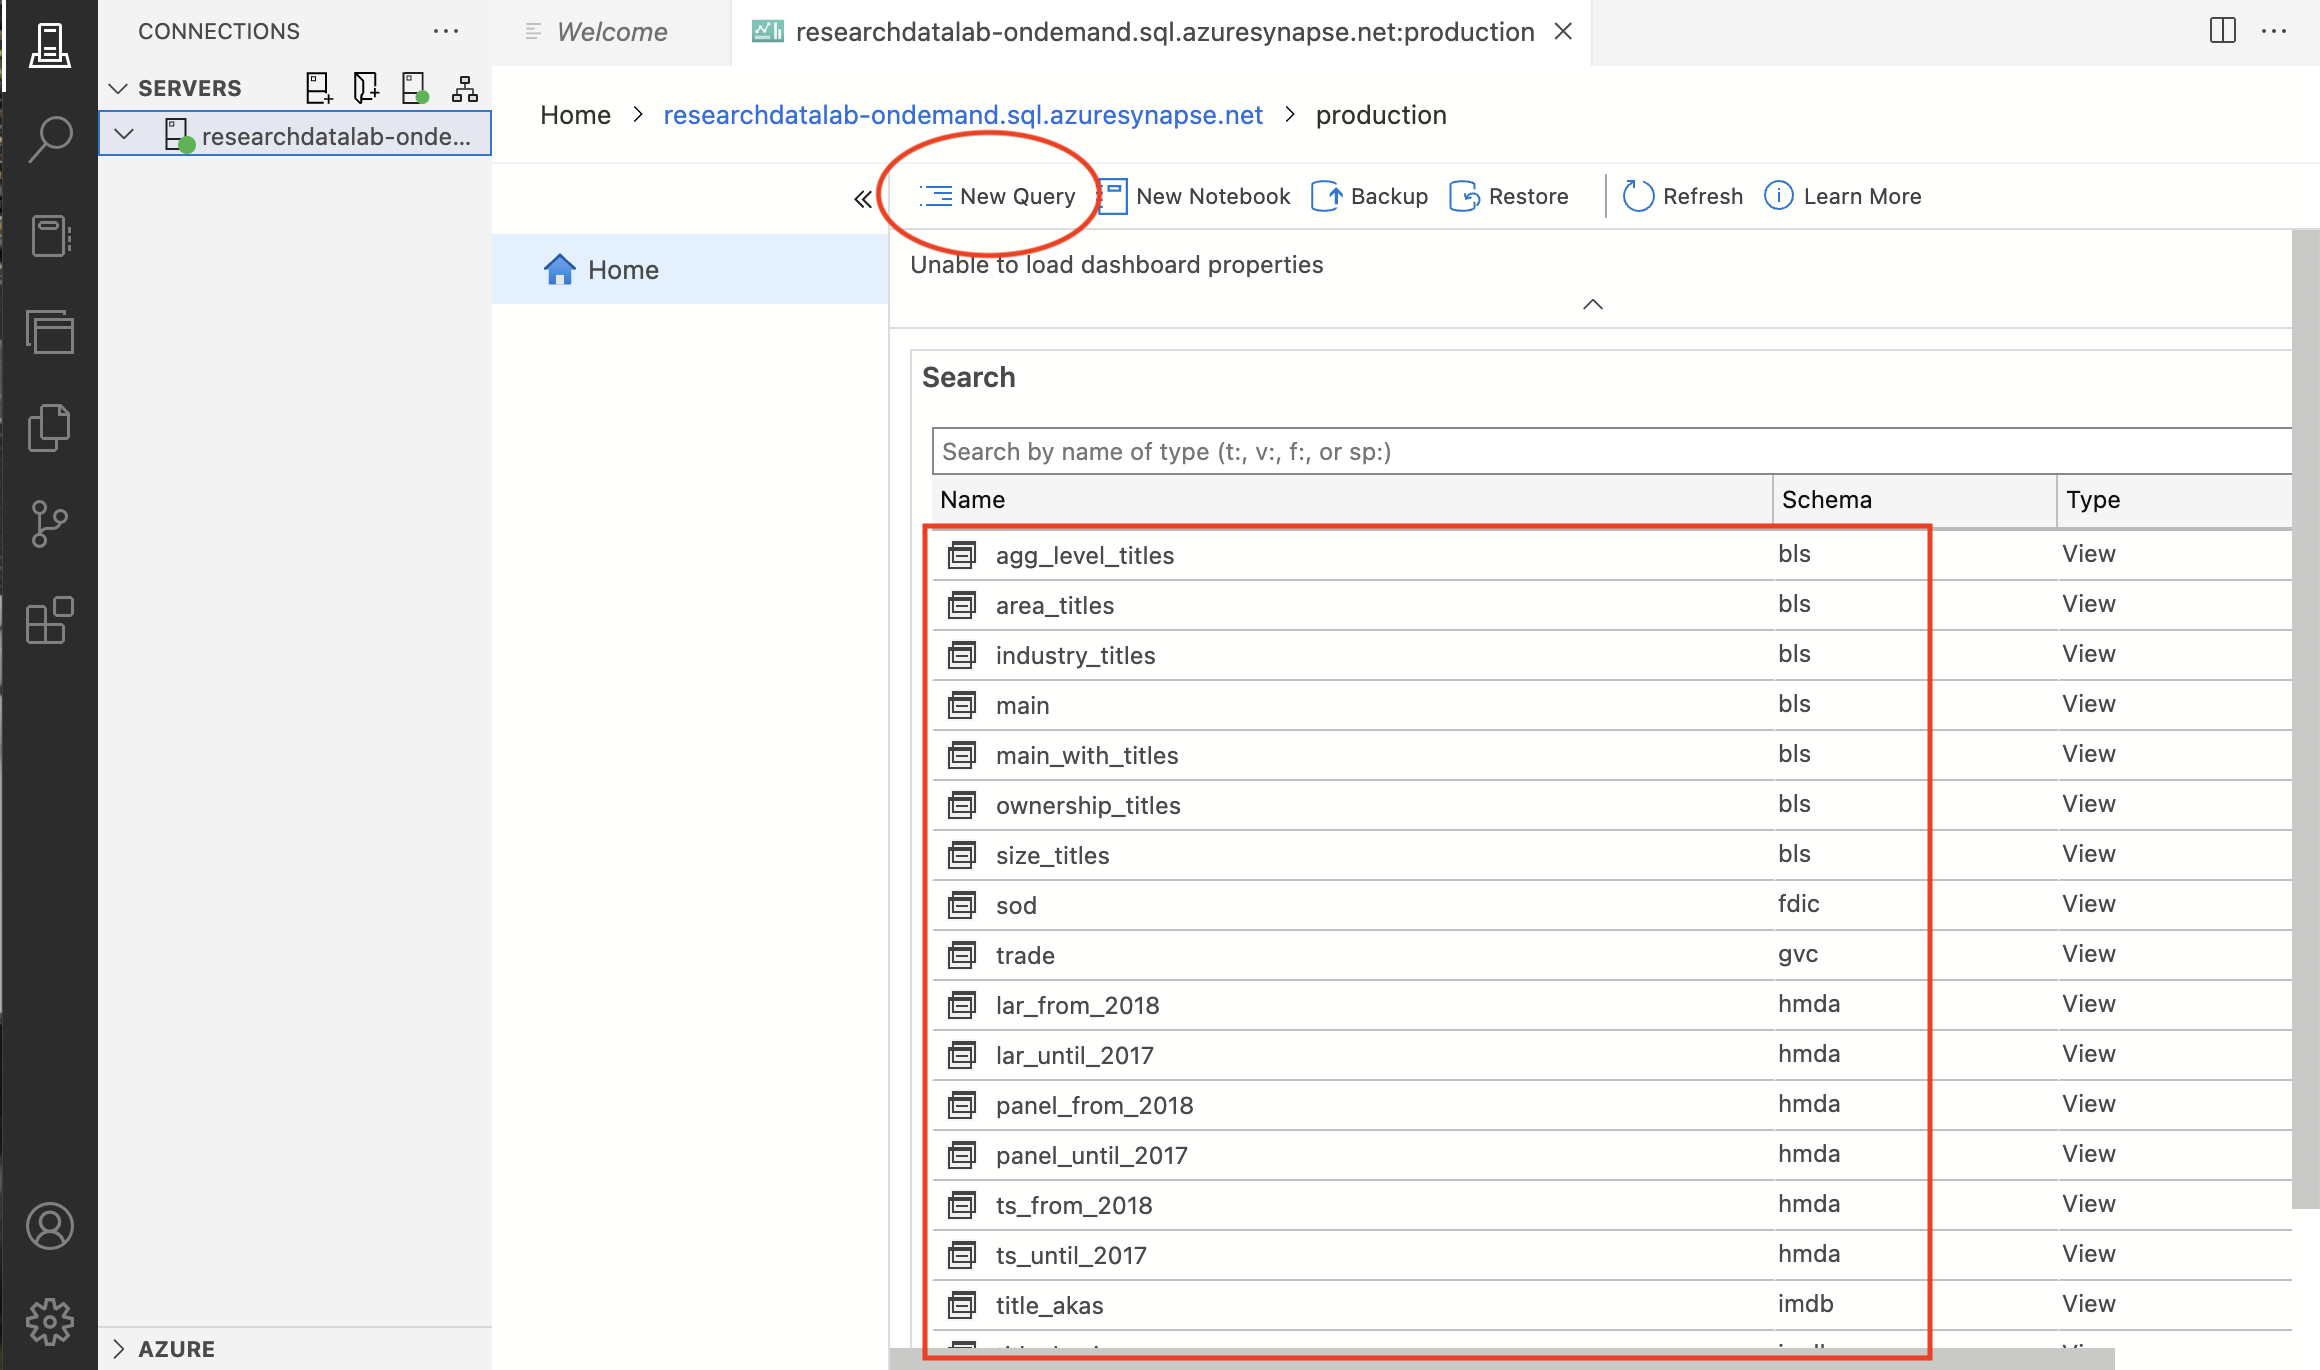 CONNECTIONS ...
SERVERS
researchdatalab-onde...
AZURE
Welcome
researchdatalab-ondemand.sql.azuresynapse.net:production
Home > researchdatalab-ondemand.sql.azuresynapse.net > production
New Query New Notebook Backup Restore Refresh Learn More
Home
Unable to load dashboard properties
Search
Search by name of type (t:, v:, f:, or sp:)
Name Schema Type
agg_level_titles bls View
area_titles bls View
industry_titles bls View
main bls View
main_with_titles bls View
ownership_titles bls View
size_titles bls View
sod fdic View
trade gvc View
lar_from_2018 hmda View
lar_until_2017 hmda View
panel_from_2018 hmda View
panel_until_2017 hmda View
ts_from_2018 hmda View
ts_until_2017 hmda View
title_akas imdb View